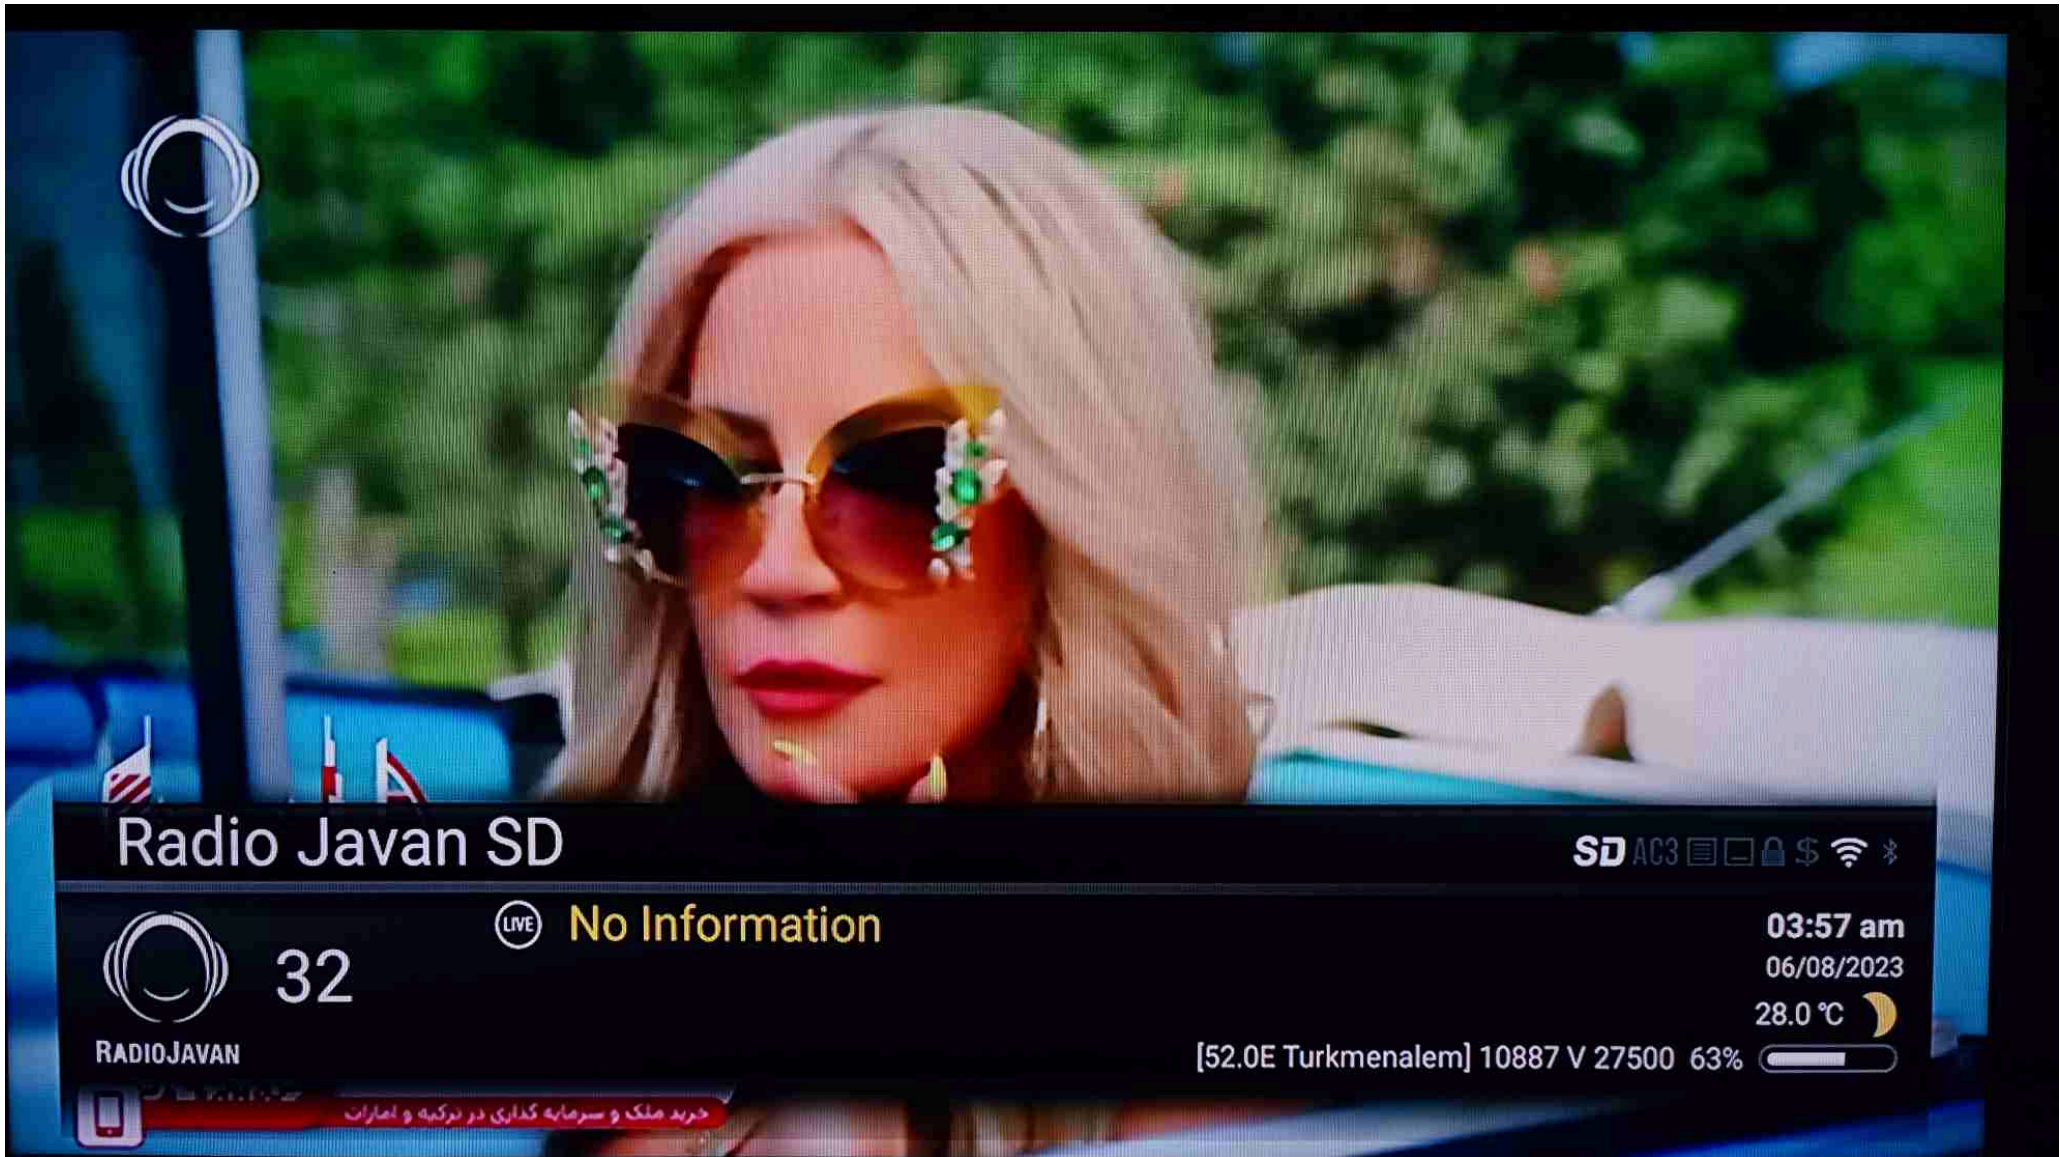 Radio Javan SD
SD AC3 $
LIVE No Information
03:57 am
32
06/08/2023
28.0 °C
RADIOJAVAN
[52.0E Turkmenalem] 10887 V 27500 63%
خرید ملک و سرمایه گذاری در ترکیه و امارات